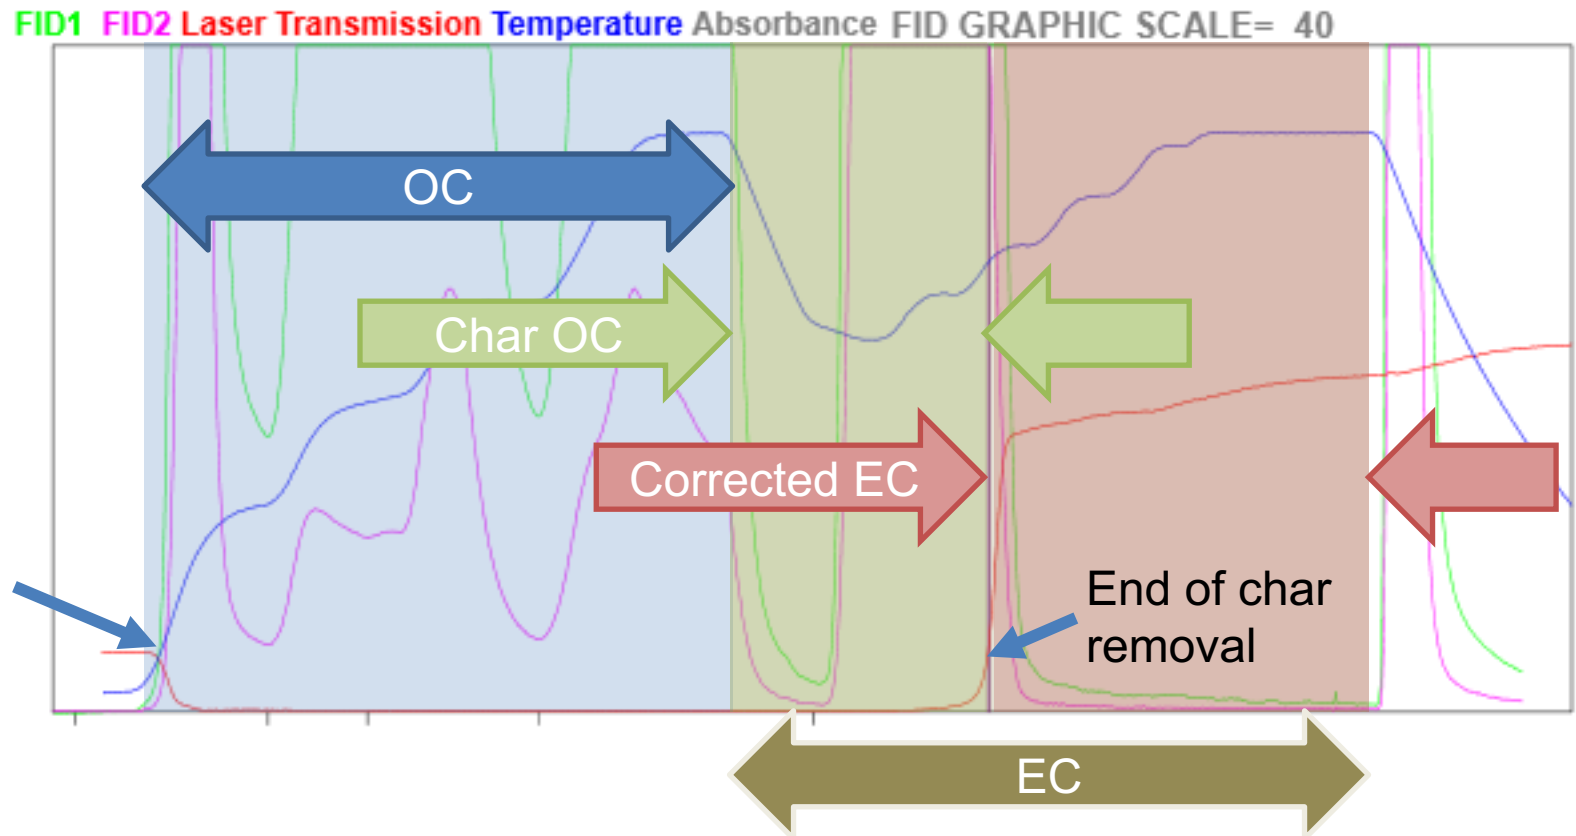 FID1 FID2 Laser Transmission Temperature Absorbance FID GRAPHIC SCALE= 40
OC
Char OC
Corrected EC
End of char
removal
EC